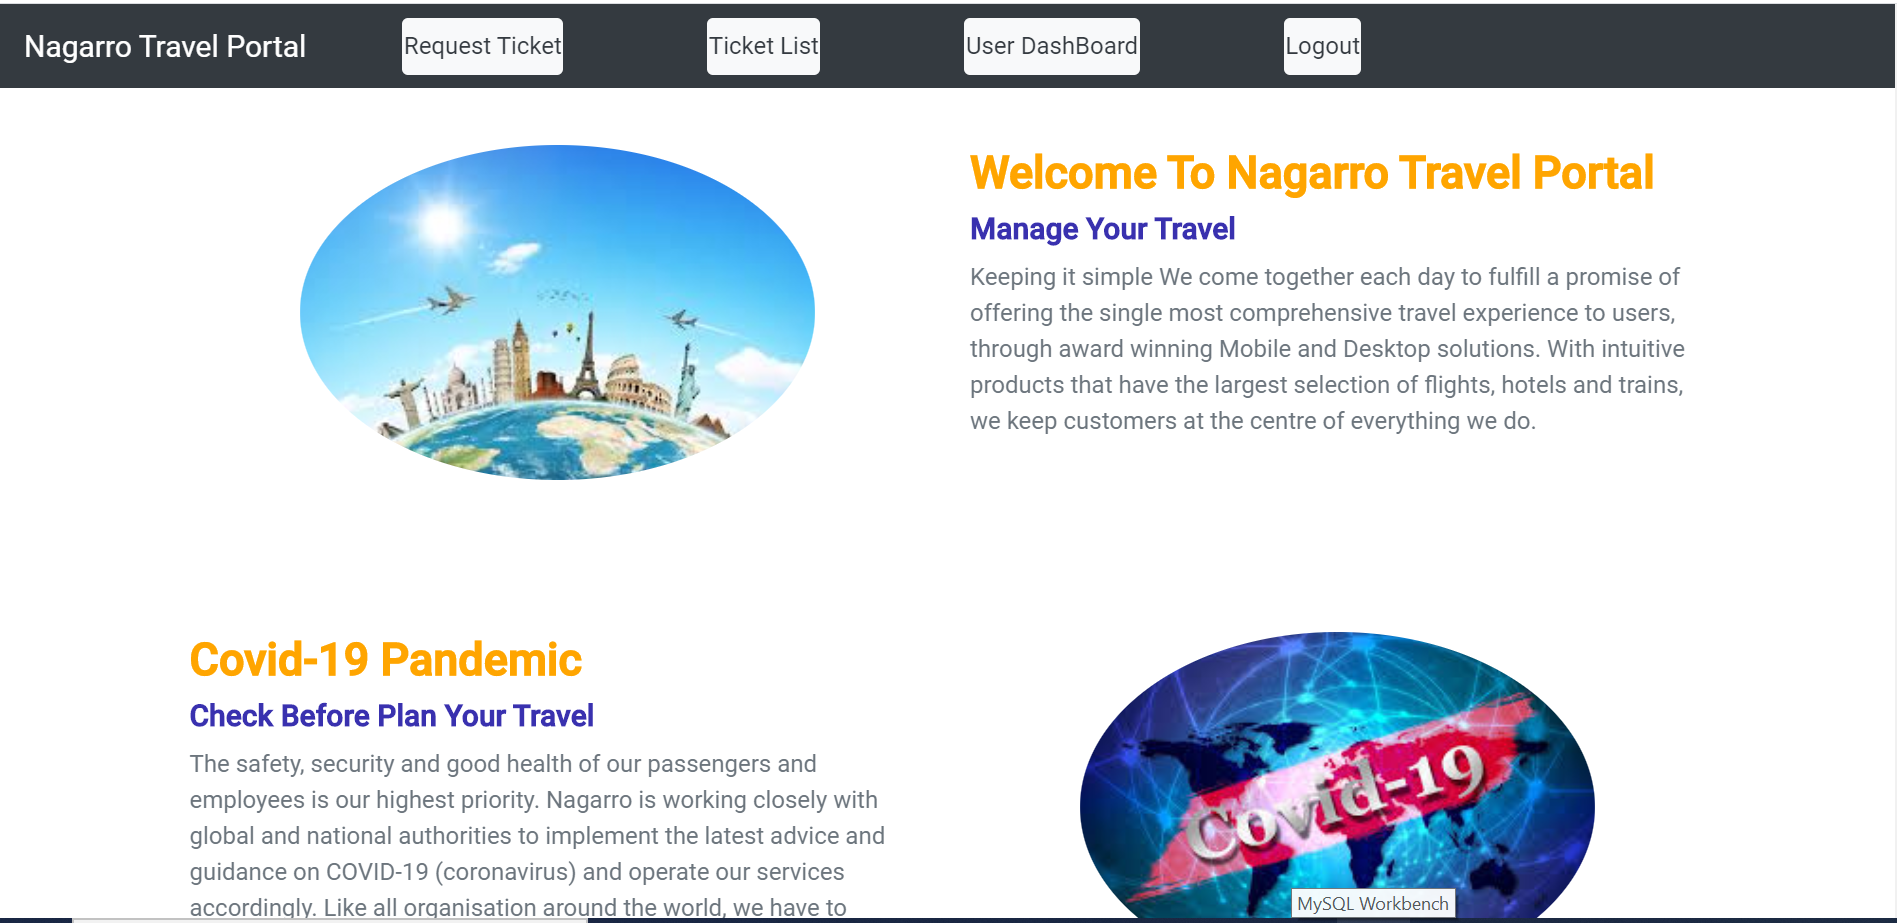 Nagarro Travel Portal
Request Ticket
Ticket List
User DashBoard
Logout
Welcome To Nagarro Travel Portal
Manage Your Travel
Keeping it simple We come together each day to fulfill a promise of
offering the single most comprehensive travel experience to users,
through award winning Mobile and Desktop solutions. With intuitive
products that have the largest selection of flights, hotels and trains,
we keep customers at the centre of everything we do.
Covid-19 Pandemic
Check Before Plan Your Travel
The safety, security and good health of our passengers and
employees is our highest priority. Nagarro is working closely with
global and national authorities to implement the latest advice and
guidance on COVID-19 (coronavirus) and operate our services
accordingly. Like all organisation around the world, we have to
Covid-19
MySQL Workbench